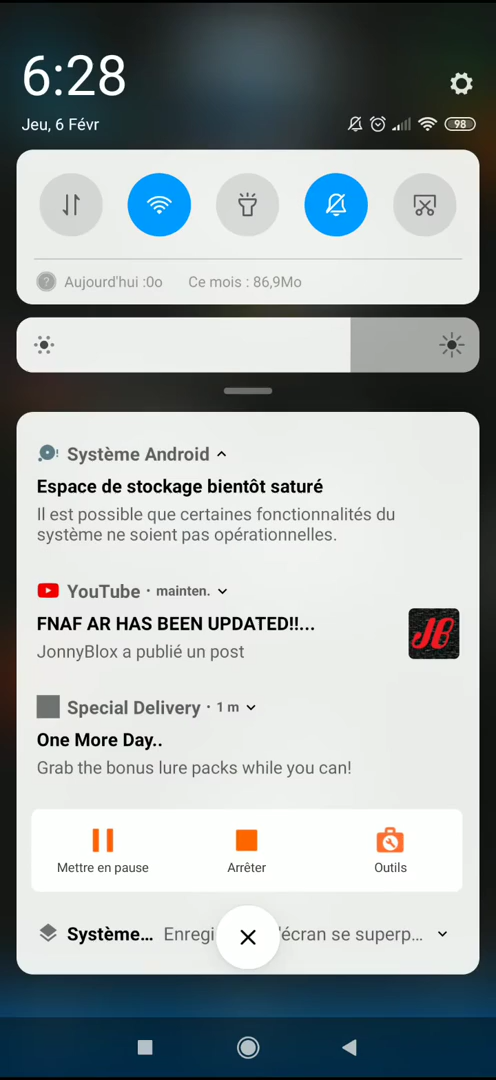 6:28
Jeu, 6 Févr
98
Aujourd'hui :0o Ce mois : 86,9Mo
Système Android
Espace de stockage bientôt saturé
Il est possible que certaines fonctionnalités du
système ne soient pas opérationnelles.
YouTube · mainten.
FNAF AR HAS BEEN UPDATED!!...
JonnyBlox a publié un post
JB
Special Delivery · 1 m
One More Day..
Grab the bonus lure packs while you can!
Mettre en pause Arrêter Outils
Système... Enregi 'écran se superp...